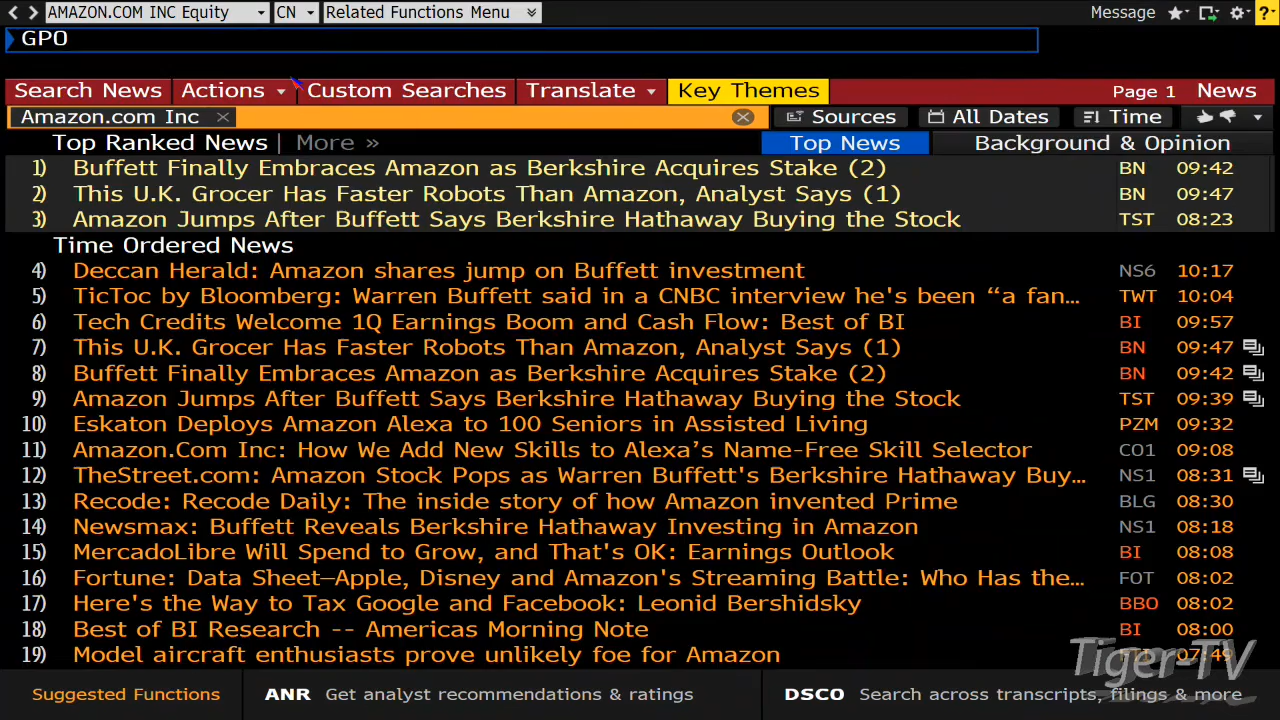 AMAZON.COM INC Equity CN Related Functions Menu Message ?
GPO
Search News Actions Custom Searches Translate Key Themes Page 1 News
Amazon.com Inc Sources All Dates Time
Top Ranked News More » Top News Background & Opinion
1) Buffett Finally Embraces Amazon as Berkshire Acquires Stake (2) BN 09:42
2) This U.K. Grocer Has Faster Robots Than Amazon, Analyst Says (1) BN 09:47
3) Amazon Jumps After Buffett Says Berkshire Hathaway Buying the Stock TST 08:23
Time Ordered News
4) Deccan Herald: Amazon shares jump on Buffett investment NS6 10:17
5) TicToc by Bloomberg: Warren Buffett said in a CNBC interview he's been “a fan... TWT 10:04
6) Tech Credits Welcome 1Q Earnings Boom and Cash Flow: Best of BI BI 09:57
7) This U.K. Grocer Has Faster Robots Than Amazon, Analyst Says (1) BN 09:47
8) Buffett Finally Embraces Amazon as Berkshire Acquires Stake (2) BN 09:42
9) Amazon Jumps After Buffett Says Berkshire Hathaway Buying the Stock TST 09:39
10) Eskaton Deploys Amazon Alexa to 100 Seniors in Assisted Living PZM 09:32
11) Amazon.Com Inc: How We Add New Skills to Alexa’s Name-Free Skill Selector CO1 09:08
12) TheStreet.com: Amazon Stock Pops as Warren Buffett's Berkshire Hathaway Buy... NS1 08:31
13) Recode: Recode Daily: The inside story of how Amazon invented Prime BLG 08:30
14) Newsmax: Buffett Reveals Berkshire Hathaway Investing in Amazon NS1 08:18
15) MercadoLibre Will Spend to Grow, and That's OK: Earnings Outlook BI 08:08
16) Fortune: Data Sheet—Apple, Disney and Amazon's Streaming Battle: Who Has the... FOT 08:02
17) Here's the Way to Tax Google and Facebook: Leonid Bershidsky BBO 08:02
18) Best of BI Research -- Americas Morning Note BI 08:00
19) Model aircraft enthusiasts prove unlikely foe for Amazon 07:49
Tiger-TV
Suggested Functions ANR Get analyst recommendations & ratings DSCO Search across transcripts, filings & more